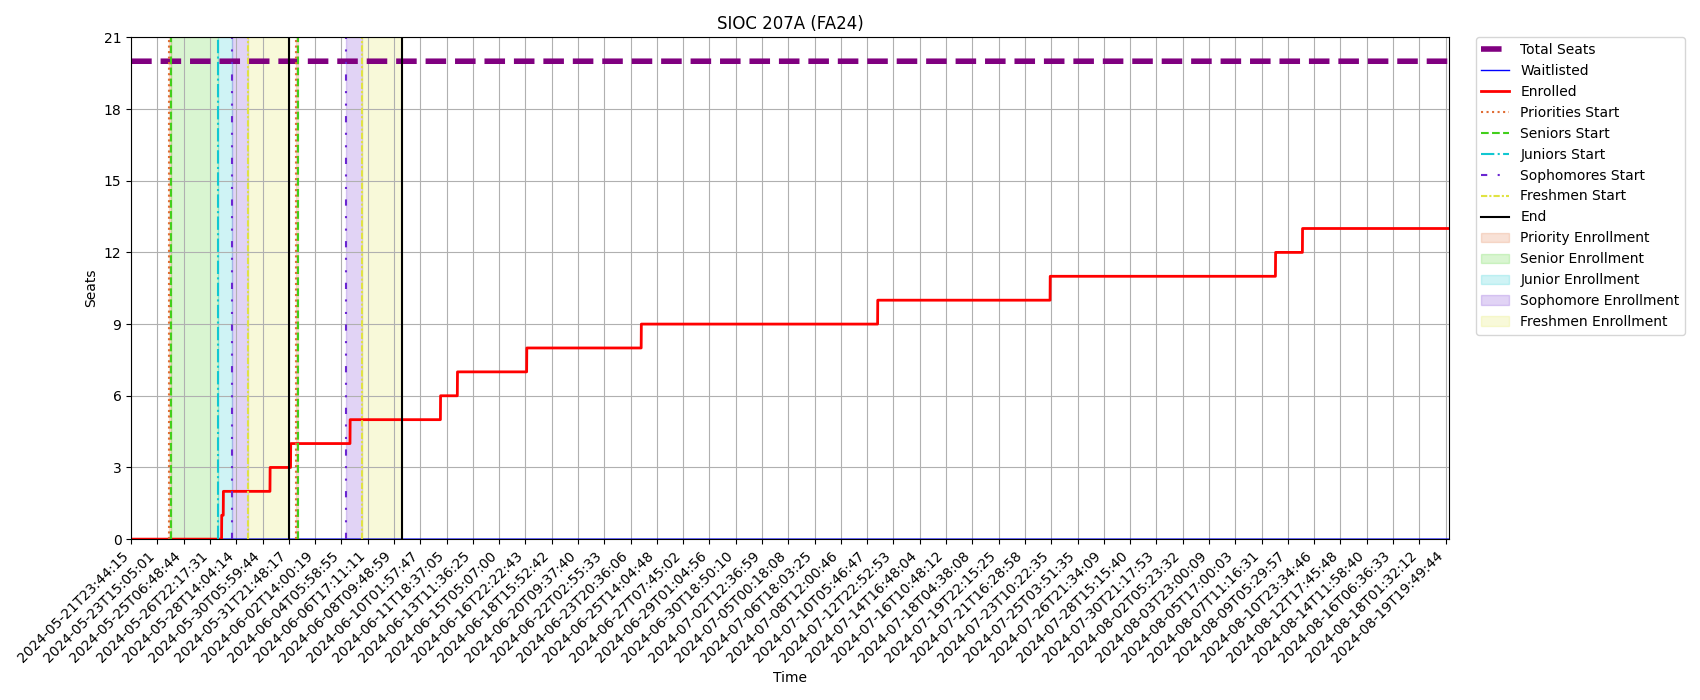 SIOC 207A (FA24)
21
18
15
12
9
6
3
0
Seats
2024-05-21T23:44:15
2024-05-23T15:05:01
2024-05-25T06:48:44
2024-05-26T22:17:31
2024-05-28T14:04:14
2024-05-30T05:59:44
2024-05-31T21:48:17
2024-06-02T14:00:19
2024-06-04T05:58:55
2024-06-06T17:11:11
2024-06-08T09:48:59
2024-06-10T01:57:47
2024-06-11T18:37:05
2024-06-13T11:36:25
2024-06-15T05:07:00
2024-06-16T22:22:43
2024-06-18T15:52:42
2024-06-20T09:37:40
2024-06-22T02:55:33
2024-06-23T20:36:06
2024-06-25T14:04:48
2024-06-27T07:45:02
2024-06-29T01:04:56
2024-06-30T18:50:10
2024-07-02T12:36:59
2024-07-05T00:18:08
2024-07-06T18:03:25
2024-07-08T12:00:46
2024-07-10T05:46:47
2024-07-12T22:52:53
2024-07-14T16:48:04
2024-07-16T10:48:12
2024-07-18T04:38:08
2024-07-19T22:15:25
2024-07-21T16:28:58
2024-07-23T10:22:35
2024-07-25T03:51:35
2024-07-26T21:34:09
2024-07-28T15:15:40
2024-07-30T21:17:53
2024-08-02T05:23:32
2024-08-03T23:00:09
2024-08-05T17:00:03
2024-08-07T11:16:31
2024-08-09T05:29:57
2024-08-10T23:34:46
2024-08-12T17:45:48
2024-08-14T11:58:40
2024-08-16T06:36:33
2024-08-18T01:32:12
2024-08-19T19:49:44
Time
Total Seats
Waitlisted
Enrolled
Priorities Start
Seniors Start
Juniors Start
Sophomores Start
Freshmen Start
End
Priority Enrollment
Senior Enrollment
Junior Enrollment
Sophomore Enrollment
Freshmen Enrollment